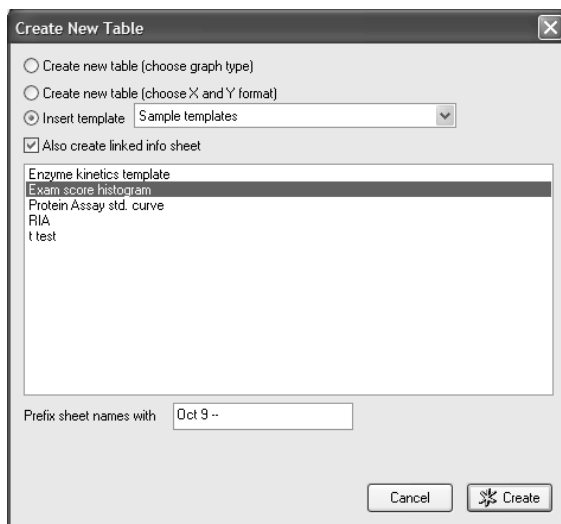 Create New Table
Create new table (choose graph type)
Create new table (choose X and Y format)
Insert template Sample templates
Also create linked info sheet
Enzyme kinetics template
Exam score histogram
Protein Assay std. curve
RIA
t test
Prefix sheet names with Oct 9 --
Cancel Create